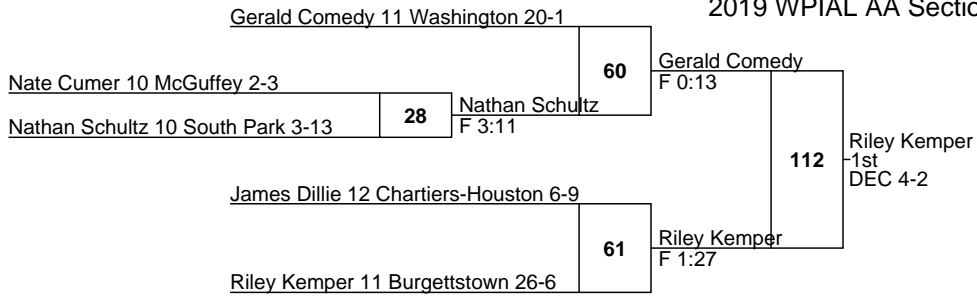 2019 WPIAL AA Sectio
Gerald Comedy 11 Washington 20-1
60
Gerald Comedy
F 0:13
Nate Cumer 10 McGuffey 2-3
28
Nathan Schultz
F 3:11
Nathan Schultz 10 South Park 3-13
112
Riley Kemper
1st
DEC 4-2
James Dillie 12 Chartiers-Houston 6-9
61
Riley Kemper
F 1:27
Riley Kemper 11 Burgettstown 26-6